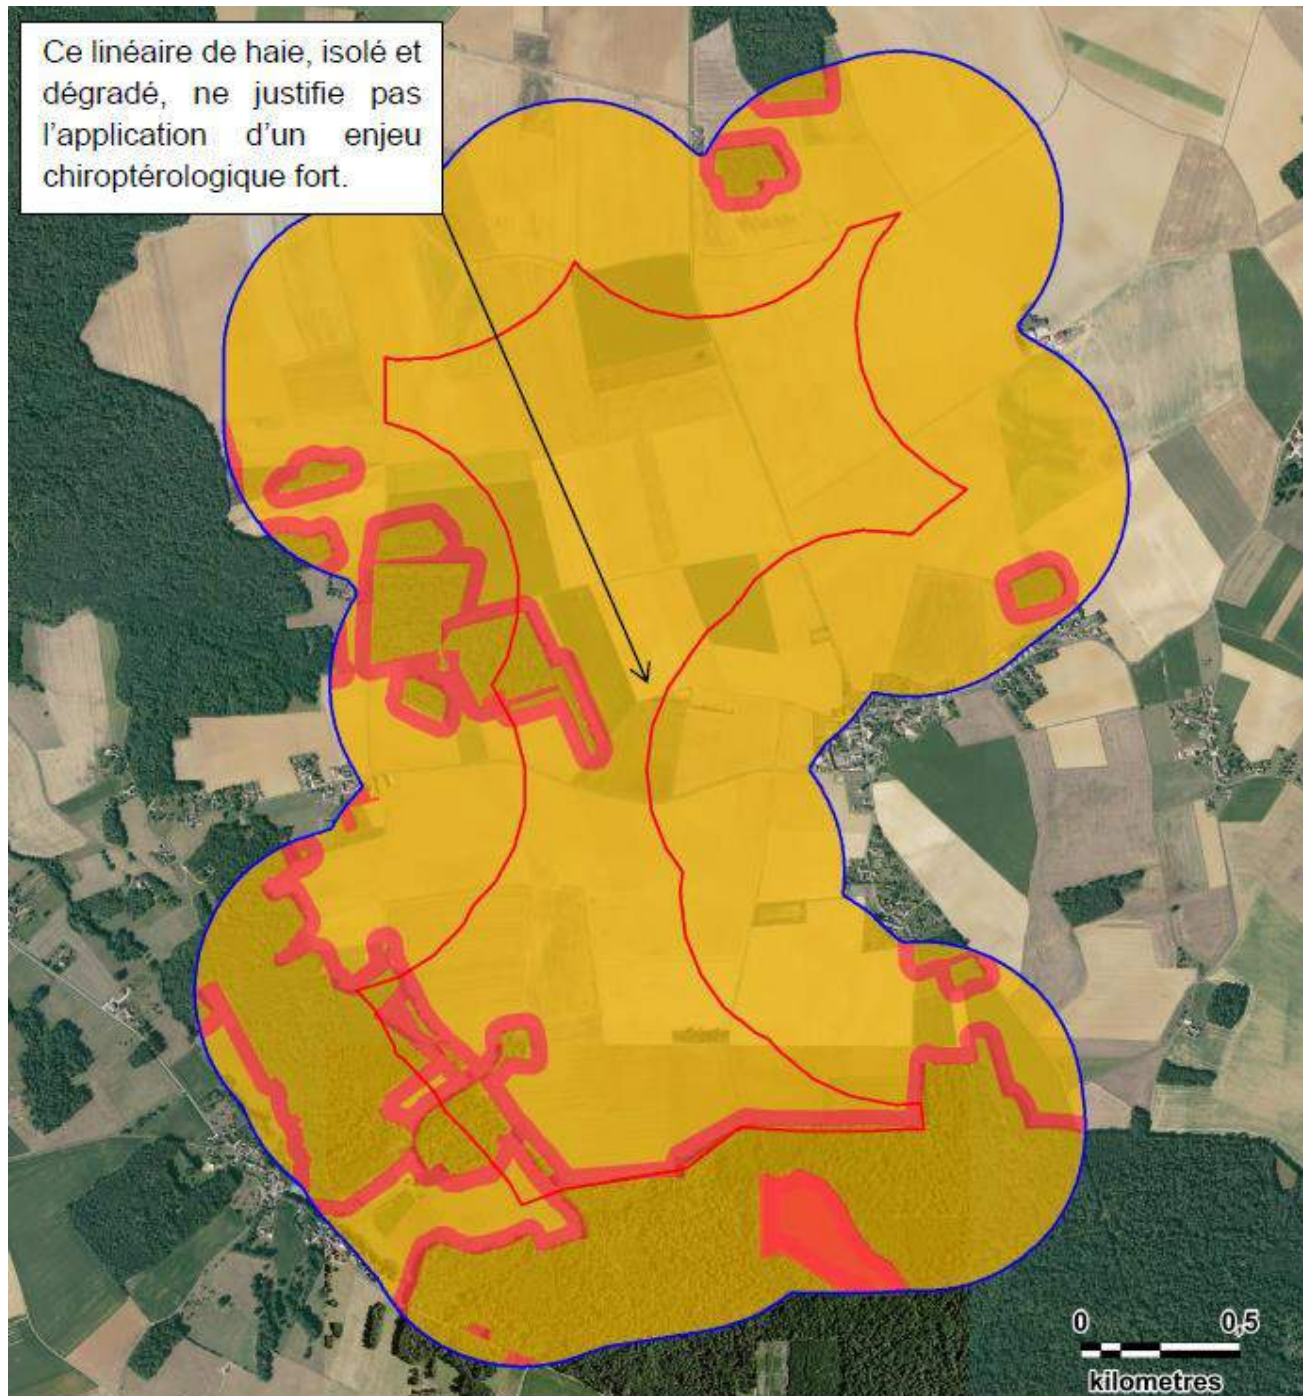 Ce linéaire de haie, isolé et
dégradé, ne justifie pas
l'application d'un enjeu
chiroptérologique fort.
0 0,5
kilometres